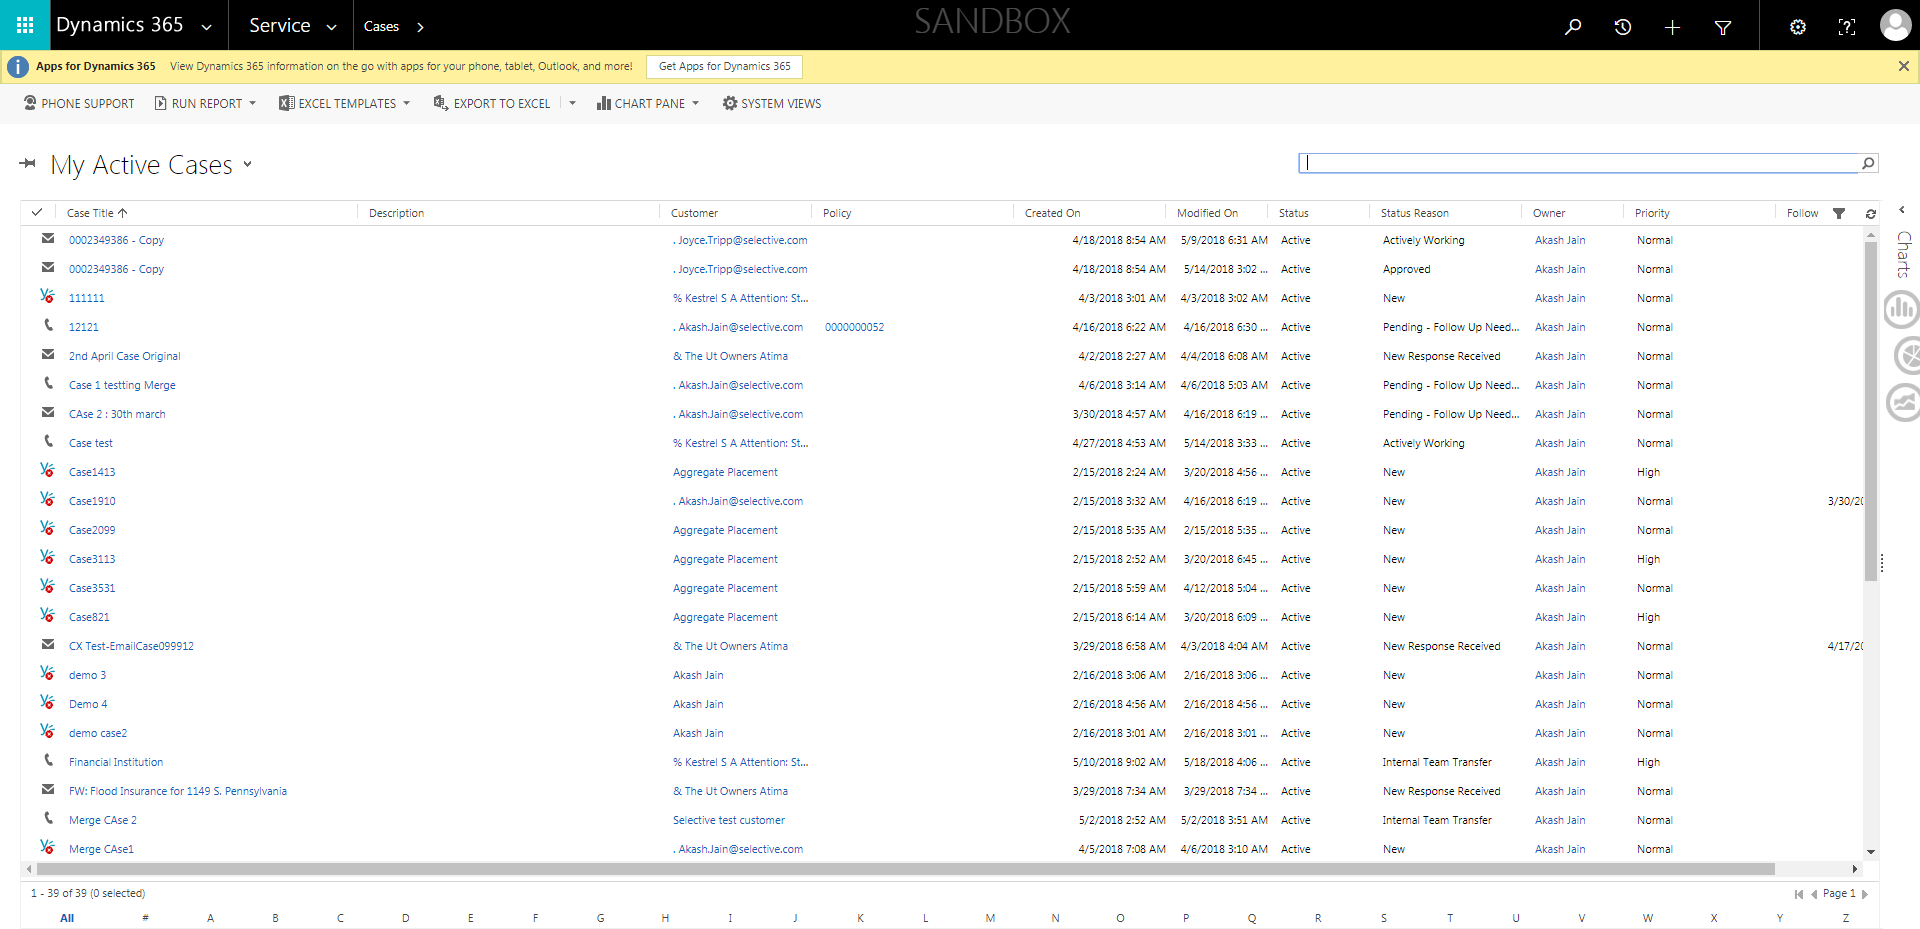 Dynamics 365 Service Cases SANDBOX
Apps for Dynamics 365 View Dynamics 365 information on the go with apps for your phone, tablet, Outlook, and more! Get Apps for Dynamics 365
PHONE SUPPORT RUN REPORT EXCEL TEMPLATES EXPORT TO EXCEL CHART PANE SYSTEM VIEWS
My Active Cases
Case Title Description Customer Policy Created On Modified On Status Status Reason Owner Priority Follow
Charts
0002349386 - Copy . Joyce.Tripp@selective.com 4/18/2018 8:54 AM 5/9/2018 6:31 AM Active Actively Working Akash Jain Normal
0002349386 - Copy . Joyce.Tripp@selective.com 4/18/2018 8:54 AM 5/14/2018 3:02 ... Active Approved Akash Jain Normal
111111 % Kestrel S A Attention: St... 4/3/2018 3:01 AM 4/3/2018 3:02 AM Active New Akash Jain Normal
12121 . Akash.Jain@selective.com 0000000052 4/16/2018 6:22 AM 4/16/2018 6:30 ... Active Pending - Follow Up Need... Akash Jain Normal
2nd April Case Original & The Ut Owners Atima 4/2/2018 2:27 AM 4/4/2018 6:08 AM Active New Response Received Akash Jain Normal
Case 1 testting Merge . Akash.Jain@selective.com 4/6/2018 3:14 AM 4/6/2018 5:03 AM Active Pending - Follow Up Need... Akash Jain Normal
CAse 2 : 30th march . Akash.Jain@selective.com 3/30/2018 4:57 AM 4/16/2018 6:19 ... Active Pending - Follow Up Need... Akash Jain Normal
Case test % Kestrel S A Attention: St... 4/27/2018 4:53 AM 5/14/2018 3:33 ... Active Actively Working Akash Jain Normal
Case1413 Aggregate Placement 2/15/2018 2:24 AM 3/20/2018 4:56 ... Active New Akash Jain High
Case1910 . Akash.Jain@selective.com 2/15/2018 3:32 AM 4/16/2018 6:19 ... Active New Akash Jain Normal 3/30/20
Case2099 Aggregate Placement 2/15/2018 5:35 AM 2/15/2018 5:35 ... Active New Akash Jain Normal
Case3113 Aggregate Placement 2/15/2018 2:52 AM 3/20/2018 6:45 ... Active New Akash Jain High
Case3531 Aggregate Placement 2/15/2018 5:59 AM 4/12/2018 5:04 ... Active New Akash Jain Normal
Case821 Aggregate Placement 2/15/2018 6:14 AM 3/20/2018 6:09 ... Active New Akash Jain High
CX Test-EmailCase099912 & The Ut Owners Atima 3/29/2018 6:58 AM 4/3/2018 4:04 AM Active New Response Received Akash Jain Normal 4/17/20
demo 3 Akash Jain 2/16/2018 3:06 AM 2/16/2018 3:06 ... Active New Akash Jain Normal
Demo 4 Akash Jain 2/16/2018 4:56 AM 2/16/2018 4:56 ... Active New Akash Jain Normal
demo case2 Akash Jain 2/16/2018 3:01 AM 2/16/2018 3:01 ... Active New Akash Jain Normal
Financial Institution % Kestrel S A Attention: St... 5/10/2018 9:02 AM 5/18/2018 4:06 ... Active Internal Team Transfer Akash Jain High
FW: Flood Insurance for 1149 S. Pennsylvania & The Ut Owners Atima 3/29/2018 7:34 AM 3/29/2018 7:34 ... Active New Response Received Akash Jain Normal
Merge CAse 2 Selective test customer 5/2/2018 2:52 AM 5/2/2018 3:51 AM Active Internal Team Transfer Akash Jain Normal
Merge CAse1 . Akash.Jain@selective.com 4/5/2018 7:08 AM 4/6/2018 3:10 AM Active New Akash Jain Normal
1 - 39 of 39 (0 selected) Page 1
All # A B C D E F G H I J K L M N O P Q R S T U V W X Y Z